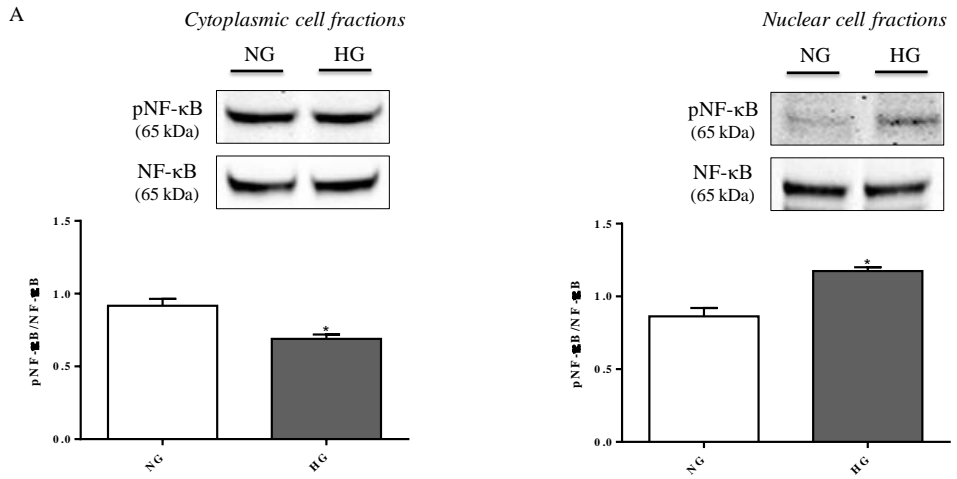 A
Cytoplasmic cell fractions
NG HG
pNF-κB
(65 kDa)
NF-κB
(65 kDa)
1.5
1.0
0.5
0.0
NG
HG
Nuclear cell fractions
NG HG
pNF-κB
(65 kDa)
NF-κB
(65 kDa)
1.5
1.0
0.5
0.0
*
*
NG
HG